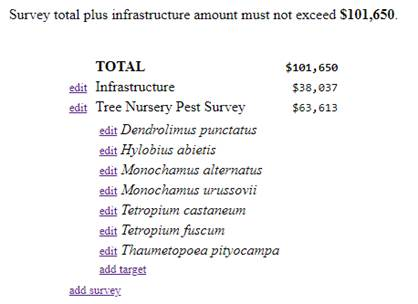 Survey total plus infrastructure amount must not exceed $101,650.
TOTAL $101,650
edit Infrastructure $38,037
edit Tree Nursery Pest Survey $63,613
edit Dendrolimus punctatus
edit Hylobius abietis
edit Monochamus alternatus
edit Monochamus urussovii
edit Tetropium castaneum
edit Tetropium fuscum
edit Thaumetopoea pityocampa
add target
add survey